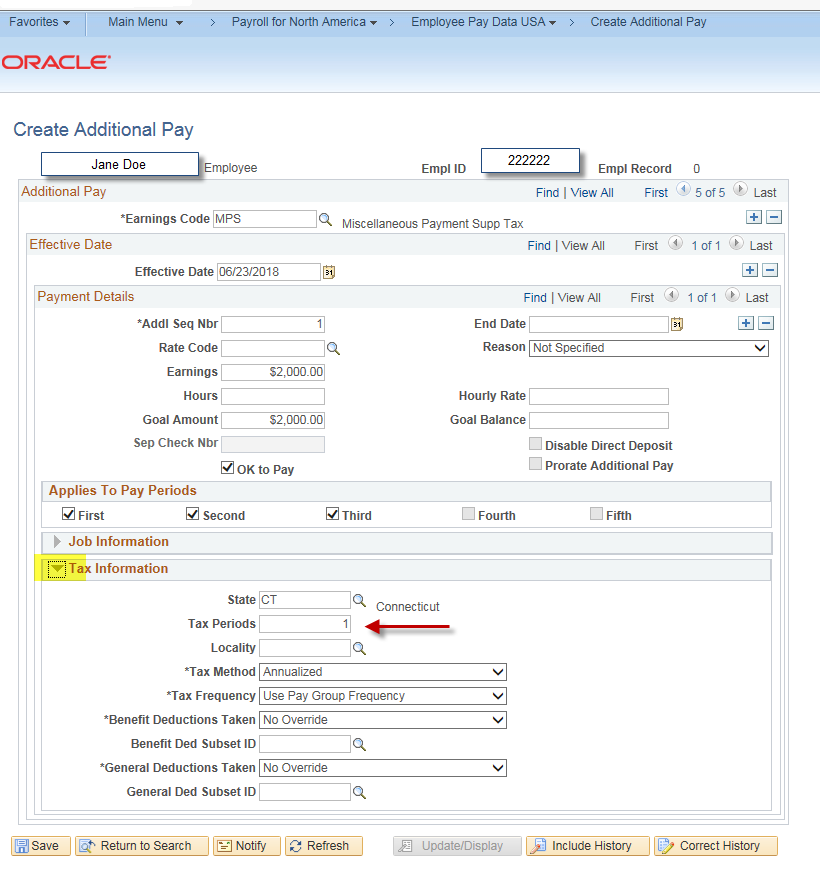 Favorites Main Menu > Payroll for North America > Employee Pay Data USA > Create Additional Pay
ORACLE
Create Additional Pay
Jane Doe Employee Empl ID 222222 Empl Record 0
Additional Pay Find | View All First 5 of 5 Last
*Earnings Code MPS Miscellaneous Payment Supp Tax
Effective Date Find | View All First 1 of 1 Last
Effective Date 06/23/2018 31
Payment Details Find | View All First 1 of 1 Last
*Addl Seq Nbr 1 End Date 31
Rate Code Reason Not Specified
Earnings $2,000.00
Hours Hourly Rate
Goal Amount $2,000.00 Goal Balance
Sep Check Nbr Disable Direct Deposit
OK to Pay Prorate Additional Pay
Applies To Pay Periods
First Second Third Fourth Fifth
Job Information
Tax Information
State CT Connecticut
Tax Periods 1
Locality
*Tax Method Annualized
*Tax Frequency Use Pay Group Frequency
*Benefit Deductions Taken No Override
Benefit Ded Subset ID
*General Deductions Taken No Override
General Ded Subset ID
Save Return to Search Notify Refresh Update/Display Include History Correct History